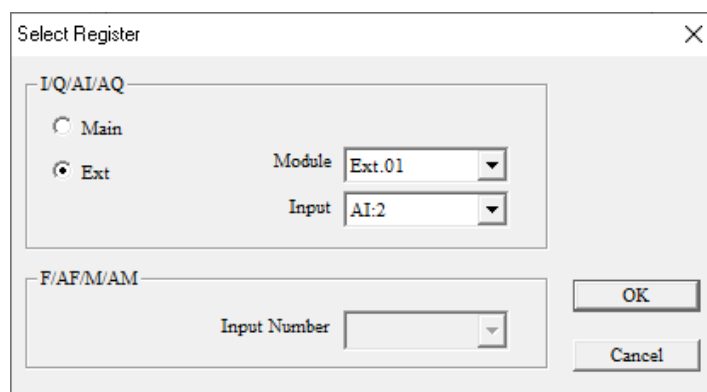 Select Register
I/Q/AI/AQ
Main
Ext
Module Ext.01
Input AI:2
F/AF/M/AM
Input Number
OK
Cancel